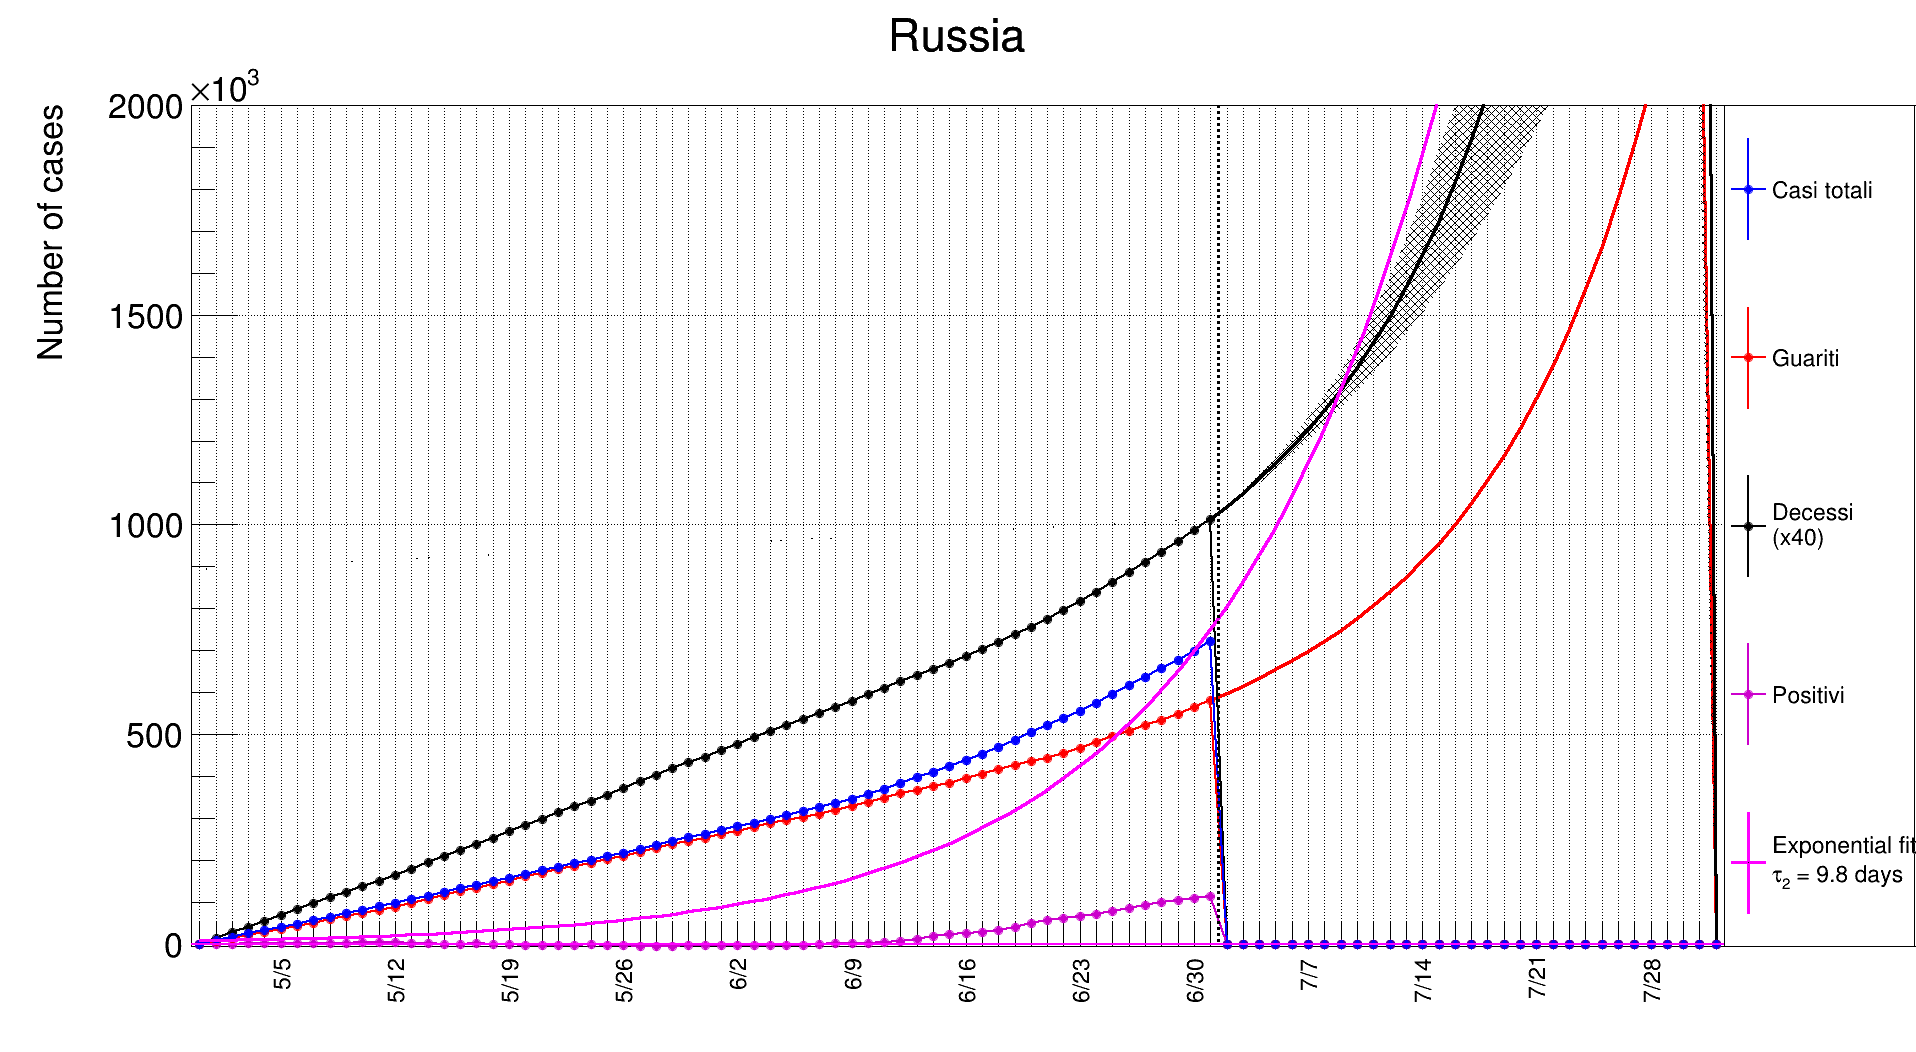 Russia
×10³
Number of cases
2000
1500
1000
500
0
5/5
5/12
5/19
5/26
6/2
6/9
6/16
6/23
6/30
7/7
7/14
7/21
7/28
Casi totali
Guariti
Decessi
(x40)
Positivi
Exponential fit
τ₂ = 9.8 days